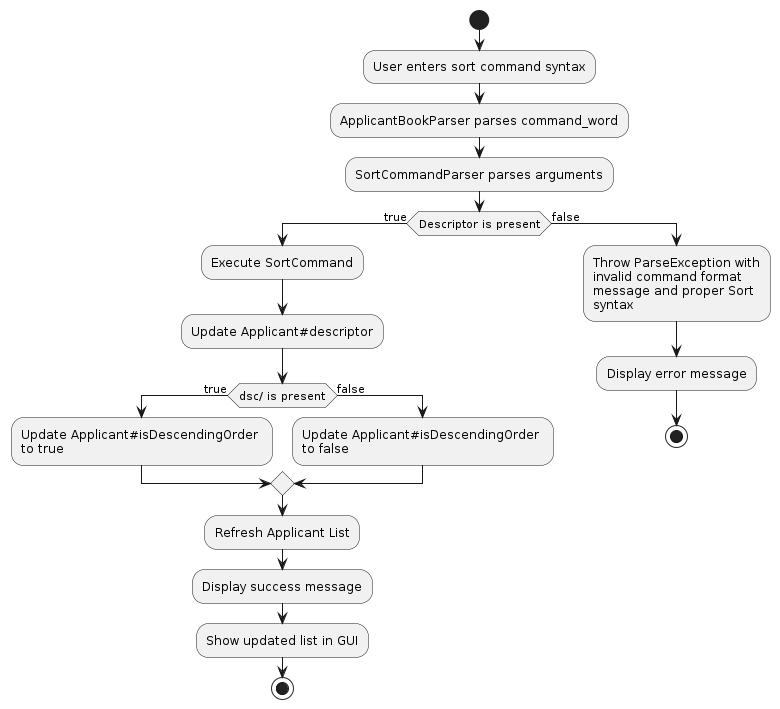 User enters sort command syntax
ApplicantBookParser parses command_word
SortCommandParser parses arguments
true
Descriptor is present
false
Execute SortCommand
Throw ParseException with
invalid command format
message and proper Sort
syntax
Update Applicant#descriptor
Display error message
true
dsc/ is present
false
Update Applicant#isDescendingOrder
to true
Update Applicant#isDescendingOrder
to false
Refresh Applicant List
Display success message
Show updated list in GUI